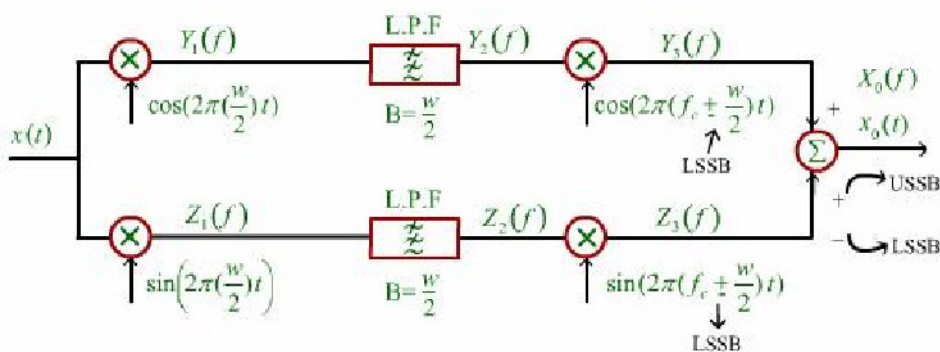 L.P.F
Y₁(f)
Y₂(f)
Y₃(f)
X₀(f)
cos(2π(w/2)t)
B=w/2
cos(2π(f_c ± w/2)t)
+
x(t)
x₀(t)
LSSB
Σ
USSB
L.P.F
+
Z₁(f)
Z₂(f)
Z₃(f)
−
LSSB
sin(2π(w/2)t)
B=w/2
sin(2π(f_c ± w/2)t)
LSSB